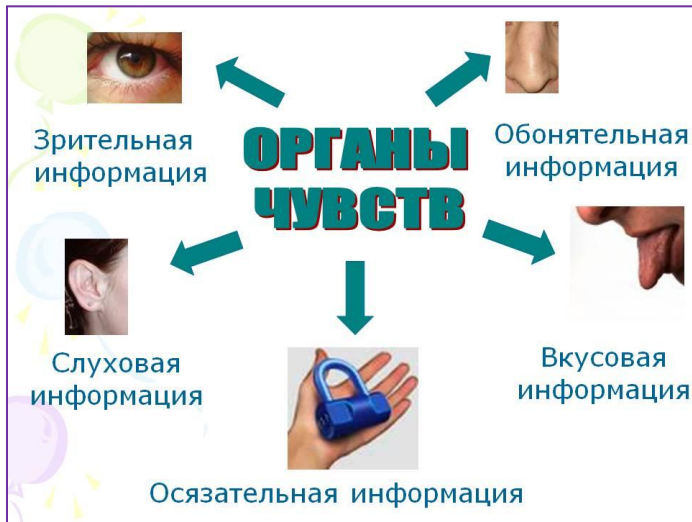 ОРГАНЫ
ЧУВСТВ
Зрительная
информация
Обонятельная
информация
Слуховая
информация
Вкусовая
информация
Осязательная информация